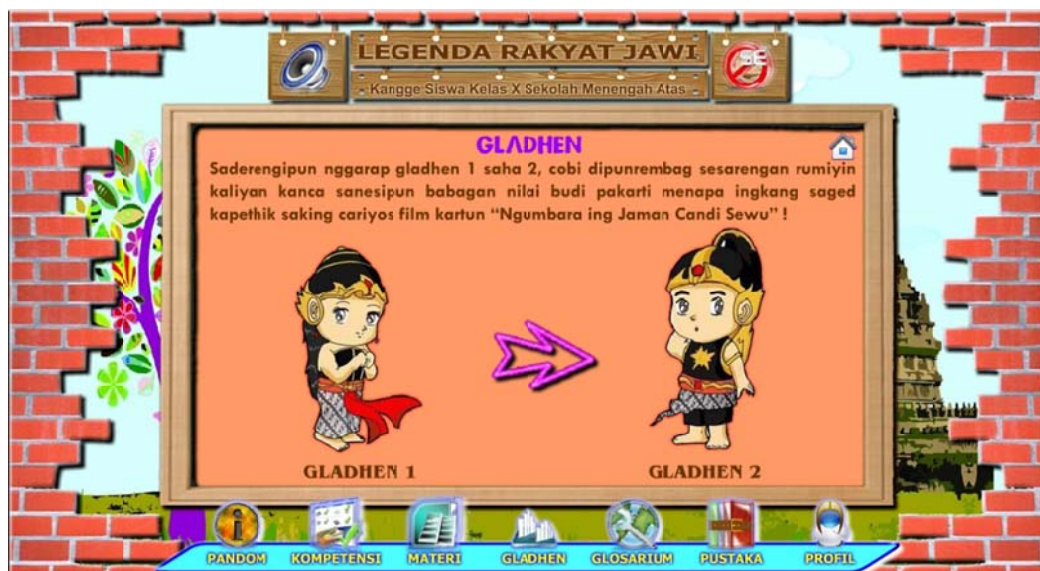 LEGENDA RAKYAT JAWI
SE
Kangge Siswa Kelas X Sekolah Menengah Atas
GLADHEN
Saderengipun nggarap gladhen 1 saha 2, cobi dipunrembag sesarengan rumiyin
kaliyan kanca sanesipun babagan nilai budi pakarti menapa ingkang saged
kapethik saking cariyos film kartun “Ngumbara ing Jaman Candi Sewu” !
GLADHEN 1
GLADHEN 2
PANDOM
KOMPETENSI
MATERI
GLADHEN
GLOSARIUM
PUSTAKA
PROFIL